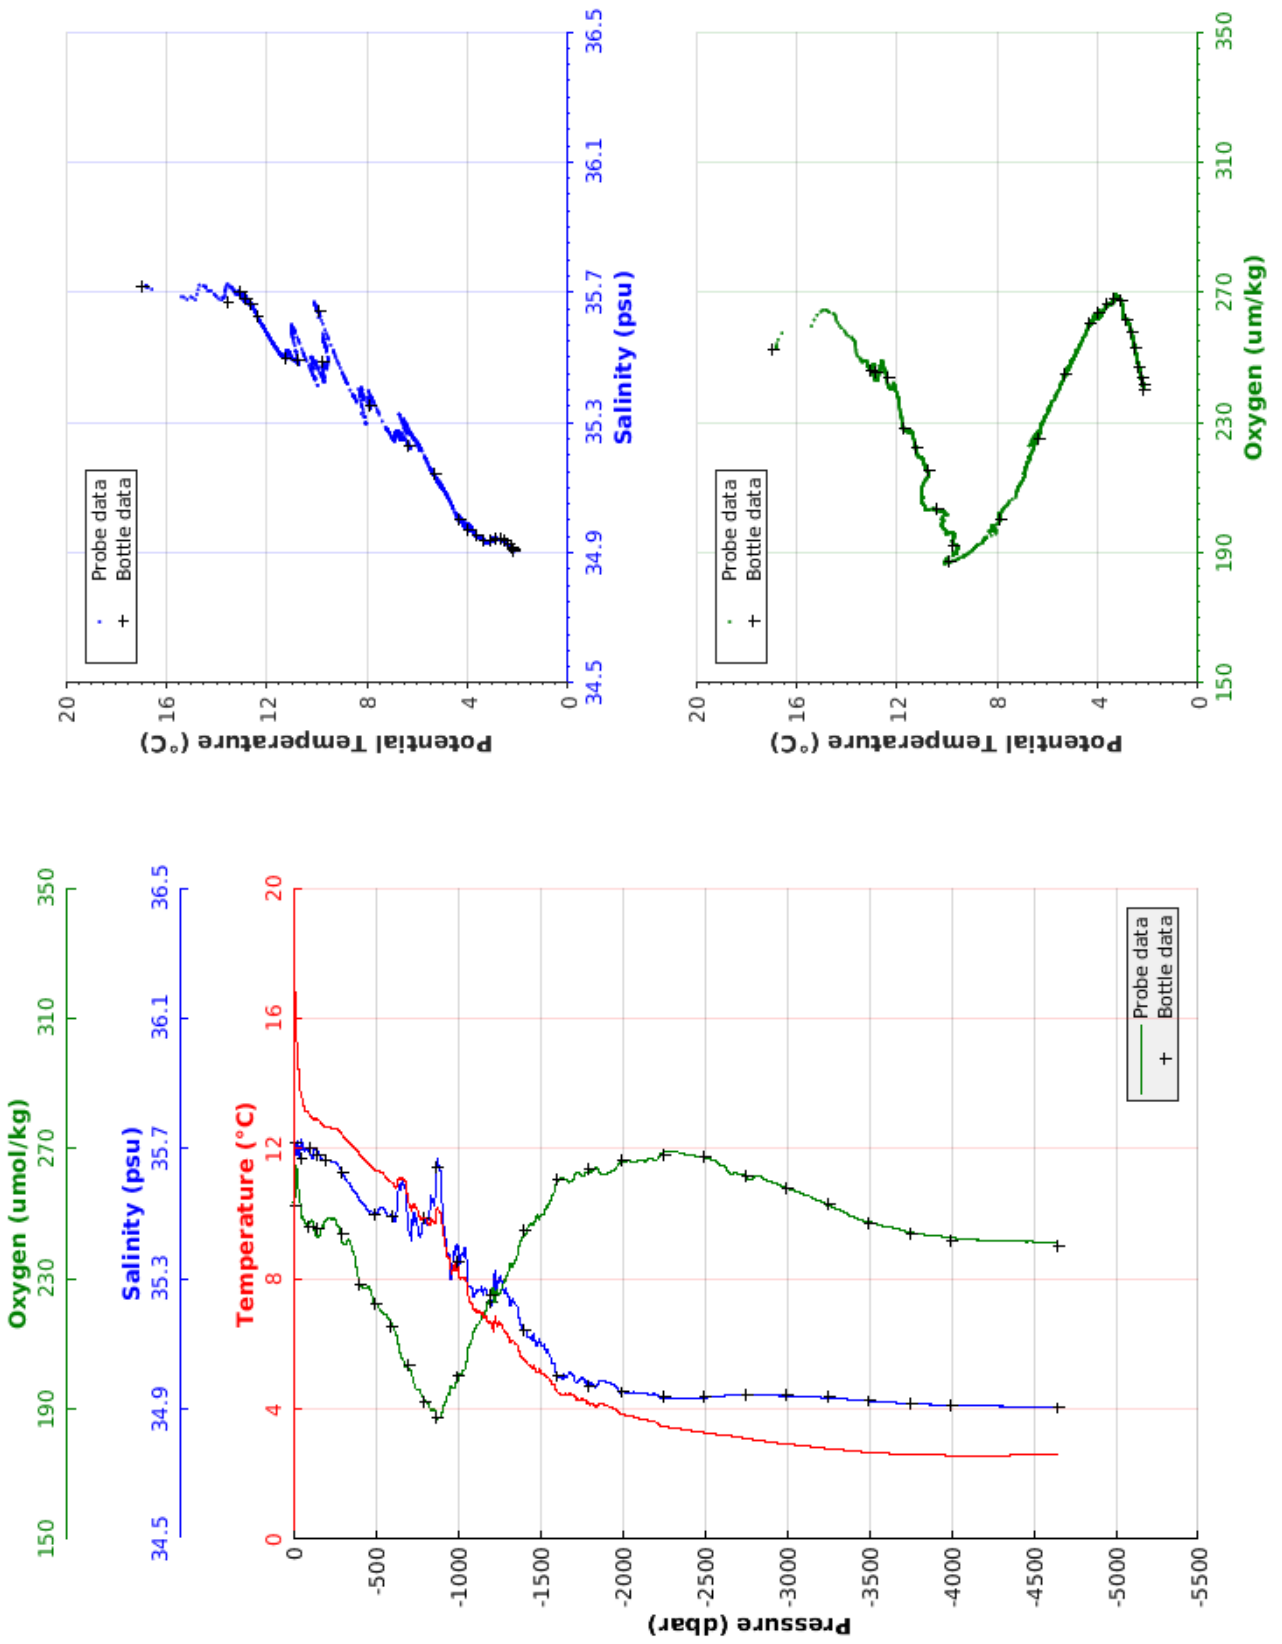 Oxygen (umol/kg)
150 190 230 270 310 350
Salinity (psu)
34.5 34.9 35.3 35.7 36.1 36.5
Temperature (°C)
0 4 8 12 16 20
Pressure (dbar)
0
-500
-1000
-1500
-2000
-2500
-3000
-3500
-4000
-4500
-5000
-5500
Probe data
Bottle data
Potential Temperature (°C)
20
16
12
8
4
0
Probe data
Bottle data
34.5 34.9 35.3 35.7 36.1 36.5
Salinity (psu)
Potential Temperature (°C)
20
16
12
8
4
0
Probe data
Bottle data
150 190 230 270 310 350
Oxygen (um/kg)